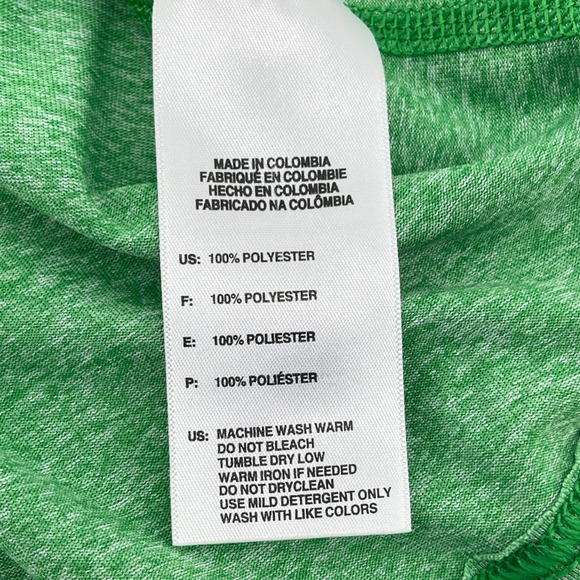 MADE IN COLOMBIA
FABRIQUÉ EN COLOMBIE
HECHO EN COLOMBIA
FABRICADO NA COLÔMBIA
US: 100% POLYESTER
F: 100% POLYESTER
E: 100% POLIESTER
P: 100% POLIÉSTER
US: MACHINE WASH WARM
DO NOT BLEACH
TUMBLE DRY LOW
WARM IRON IF NEEDED
DO NOT DRYCLEAN
USE MILD DETERGENT ONLY
WASH WITH LIKE COLORS